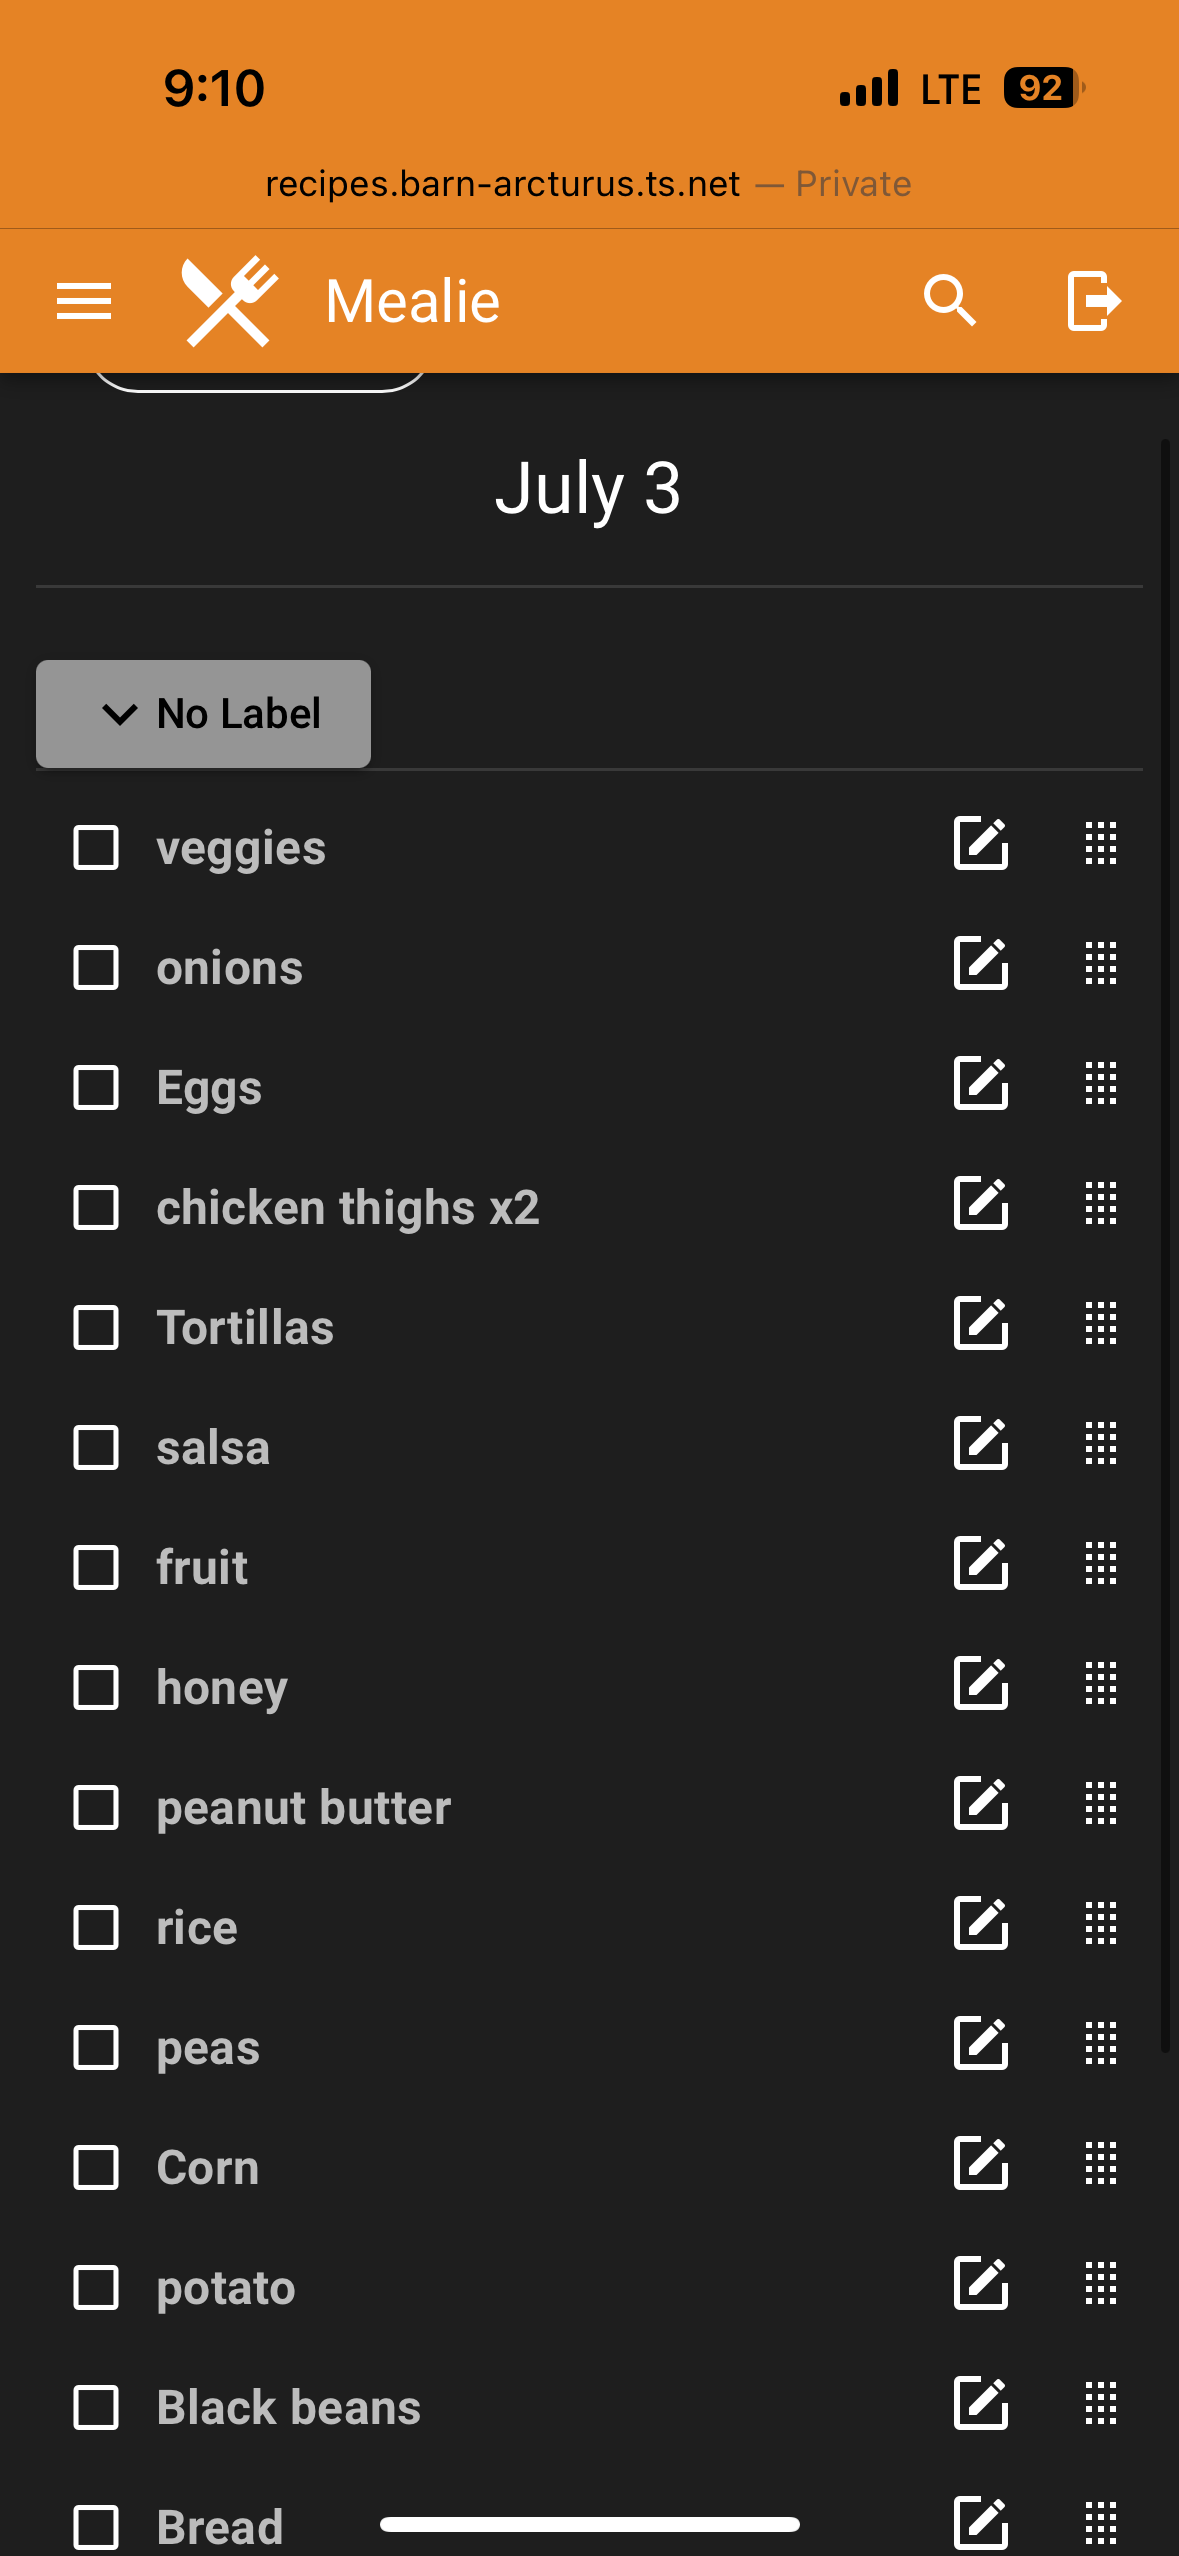 9:10 LTE 92
recipes.barn-arcturus.ts.net — Private
Mealie
July 3
No Label
veggies
onions
Eggs
chicken thighs x2
Tortillas
salsa
fruit
honey
peanut butter
rice
peas
Corn
potato
Black beans
Bread